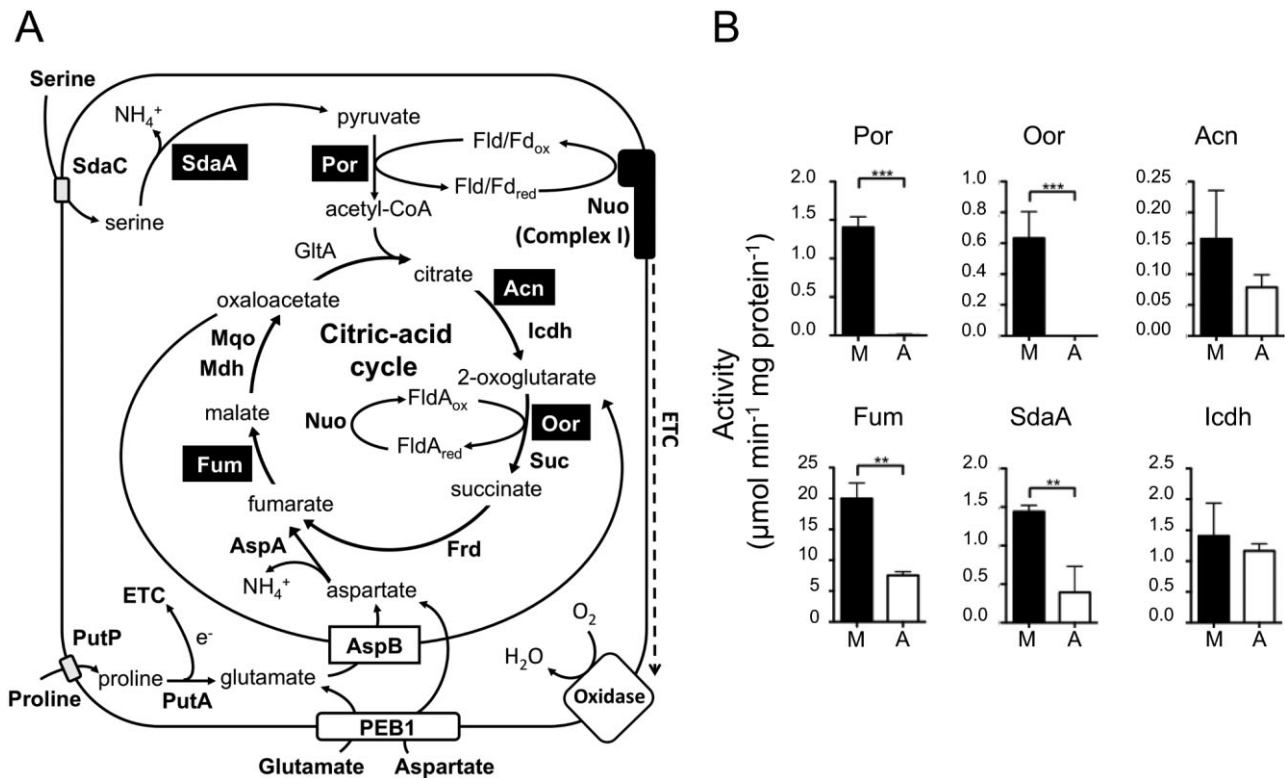 A
Serine
NH₄⁺
pyruvate
SdaC
SdaA
Por
Fld/Fd_ox
Fld/Fd_red
serine
acetyl-CoA
Nuo
(Complex I)
GltA
citrate
Acn
oxaloacetate
Icdh
Mqo
Mdh
Citric-acid
cycle
2-oxoglutarate
malate
Nuo
FldA_ox
FldA_red
Oor
Suc
ETC
Fum
fumarate
succinate
AspA
Frd
NH₄⁺
aspartate
ETC
O₂
PutP
e⁻
AspB
H₂O
proline
glutamate
Oxidase
Proline
PutA
PEB1
Glutamate
Aspartate
B
Activity
(µmol min⁻¹ mg protein⁻¹)
Por
***
2.0
1.5
1.0
0.5
0.0
M A
Oor
***
1.0
0.8
0.6
0.4
0.2
0.0
M A
Acn
0.25
0.20
0.15
0.10
0.05
0.00
M A
Fum
**
25
20
15
10
5
0
M A
SdaA
**
2.0
1.5
1.0
0.5
0.0
M A
Icdh
2.5
2.0
1.5
1.0
0.5
0.0
M A